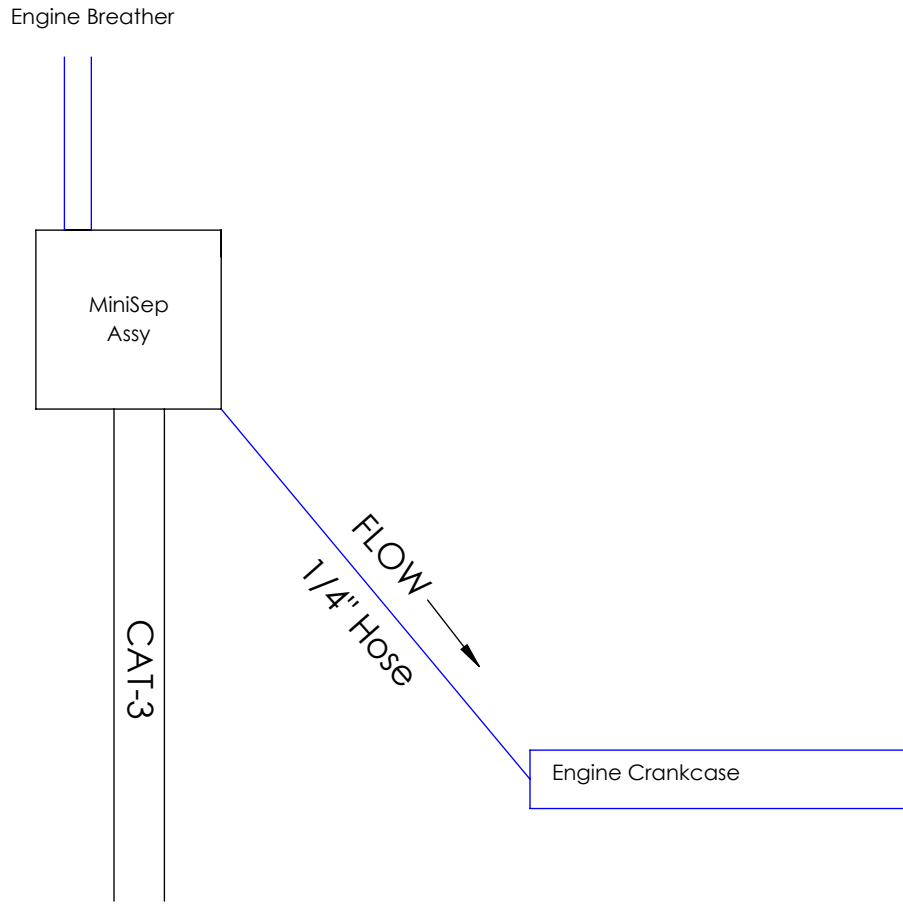 Engine Breather
MiniSep
Assy
FLOW
1/4" Hose
CAT-3
Engine Crankcase